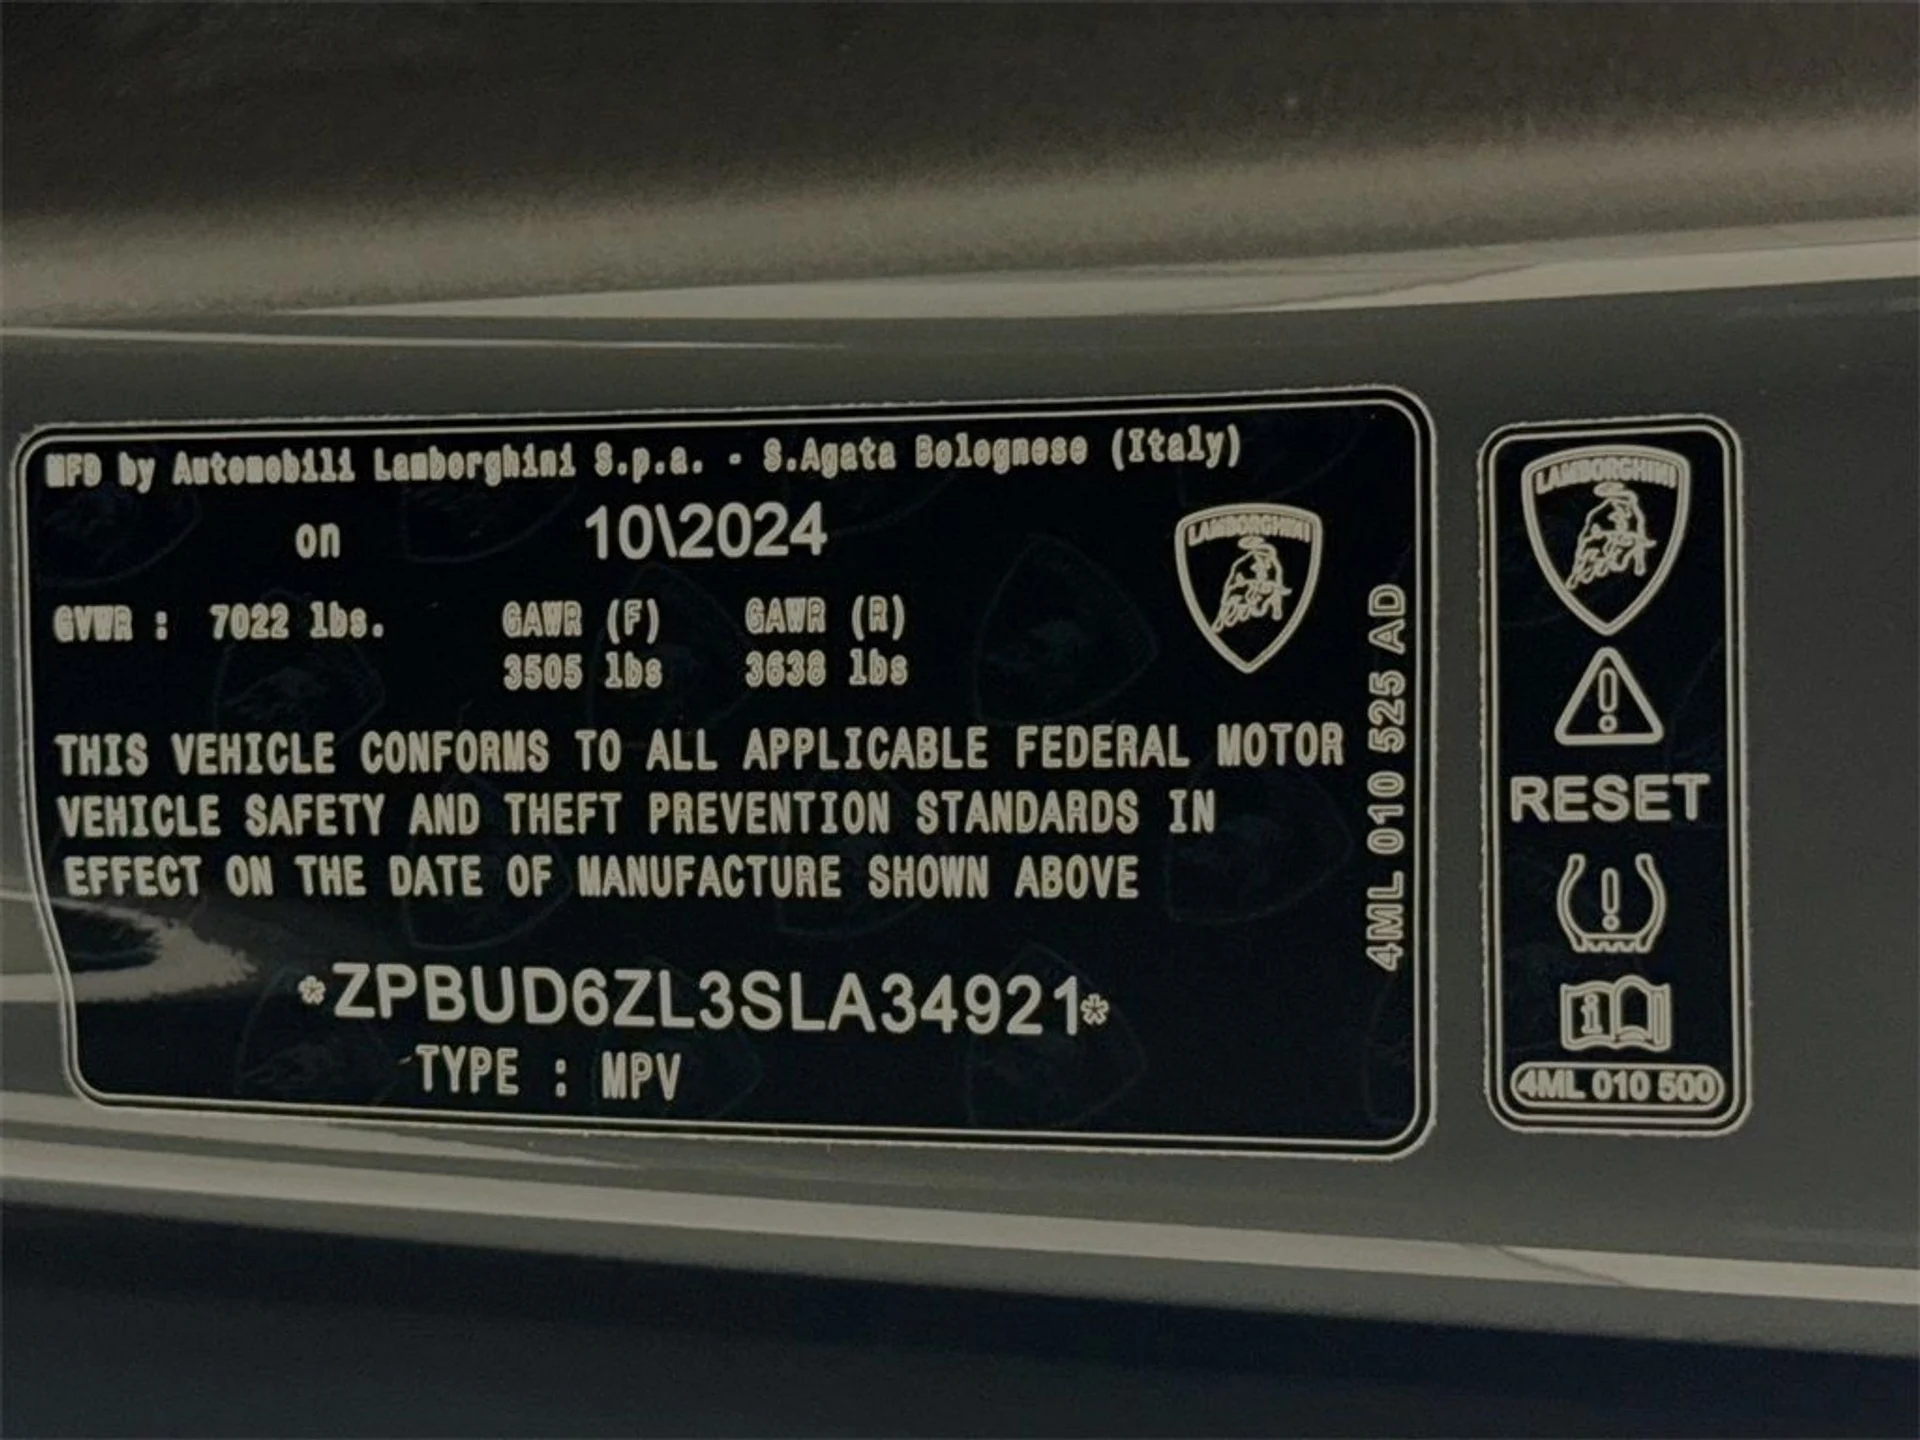 MFD by Automobili Lamborghini S.p.a. - S.Agata Bolognese (Italy)
on 10\2024
GVWR : 7022 lbs. GAWR (F) GAWR (R)
3505 lbs 3638 lbs
LAMBORGHINI
THIS VEHICLE CONFORMS TO ALL APPLICABLE FEDERAL MOTOR
VEHICLE SAFETY AND THEFT PREVENTION STANDARDS IN
EFFECT ON THE DATE OF MANUFACTURE SHOWN ABOVE
*ZPBUD6ZL3SLA34921*
TYPE : MPV
4ML 010 525 AD
LAMBORGHINI
RESET
i
4ML 010 500